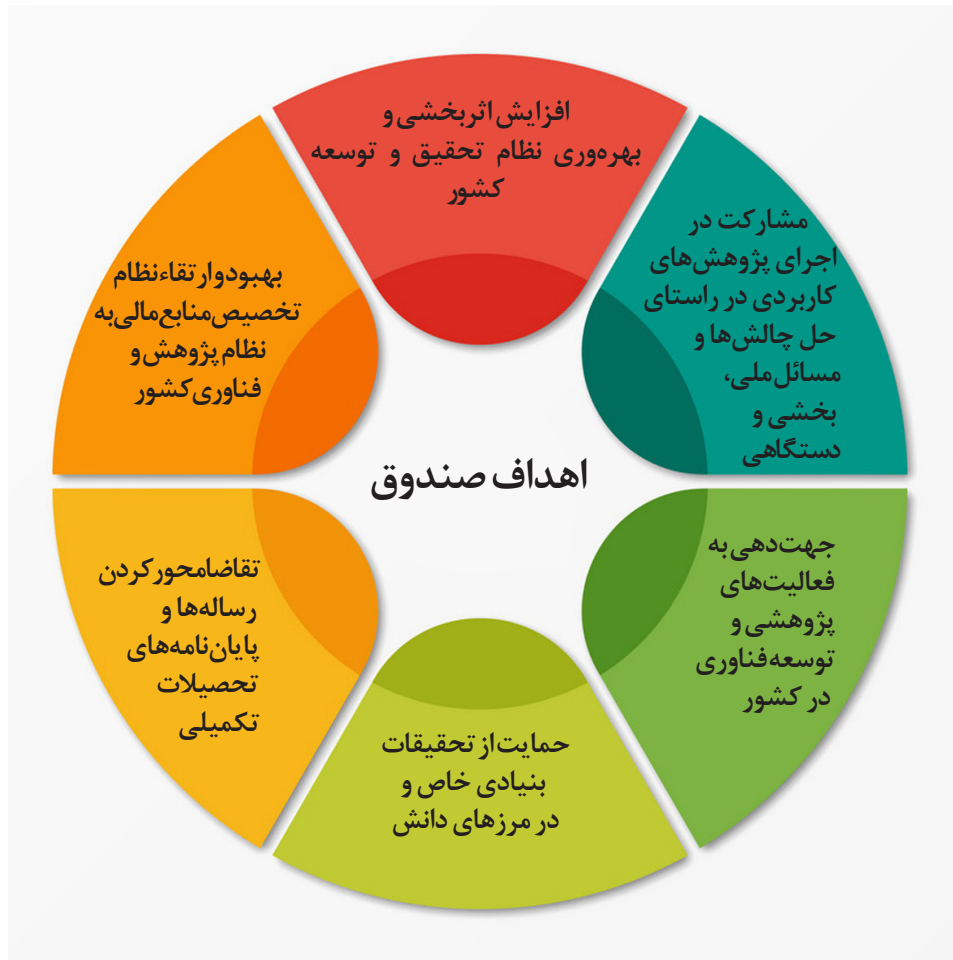 افزایش اثربخشی و
بهره‌وری نظام تحقیق و توسعه
کشور
مشارکت در
اجرای پژوهش‌های
کاربردی در راستای
حل چالش‌ها و
مسائل ملی،
بخشی و
دستگاهی
جهت‌دهی به
فعالیت‌های
پژوهشی و
توسعه فناوری
در کشور
حمایت از تحقیقات
بنیادی خاص و
در مرزهای دانش
تقاضامحور کردن
رساله‌ها و
پایان‌نامه‌های
تحصیلات
تکمیلی
بهبود و ارتقاء نظام
تخصیص منابع مالی به
نظام پژوهش و
فناوری کشور
اهداف صندوق